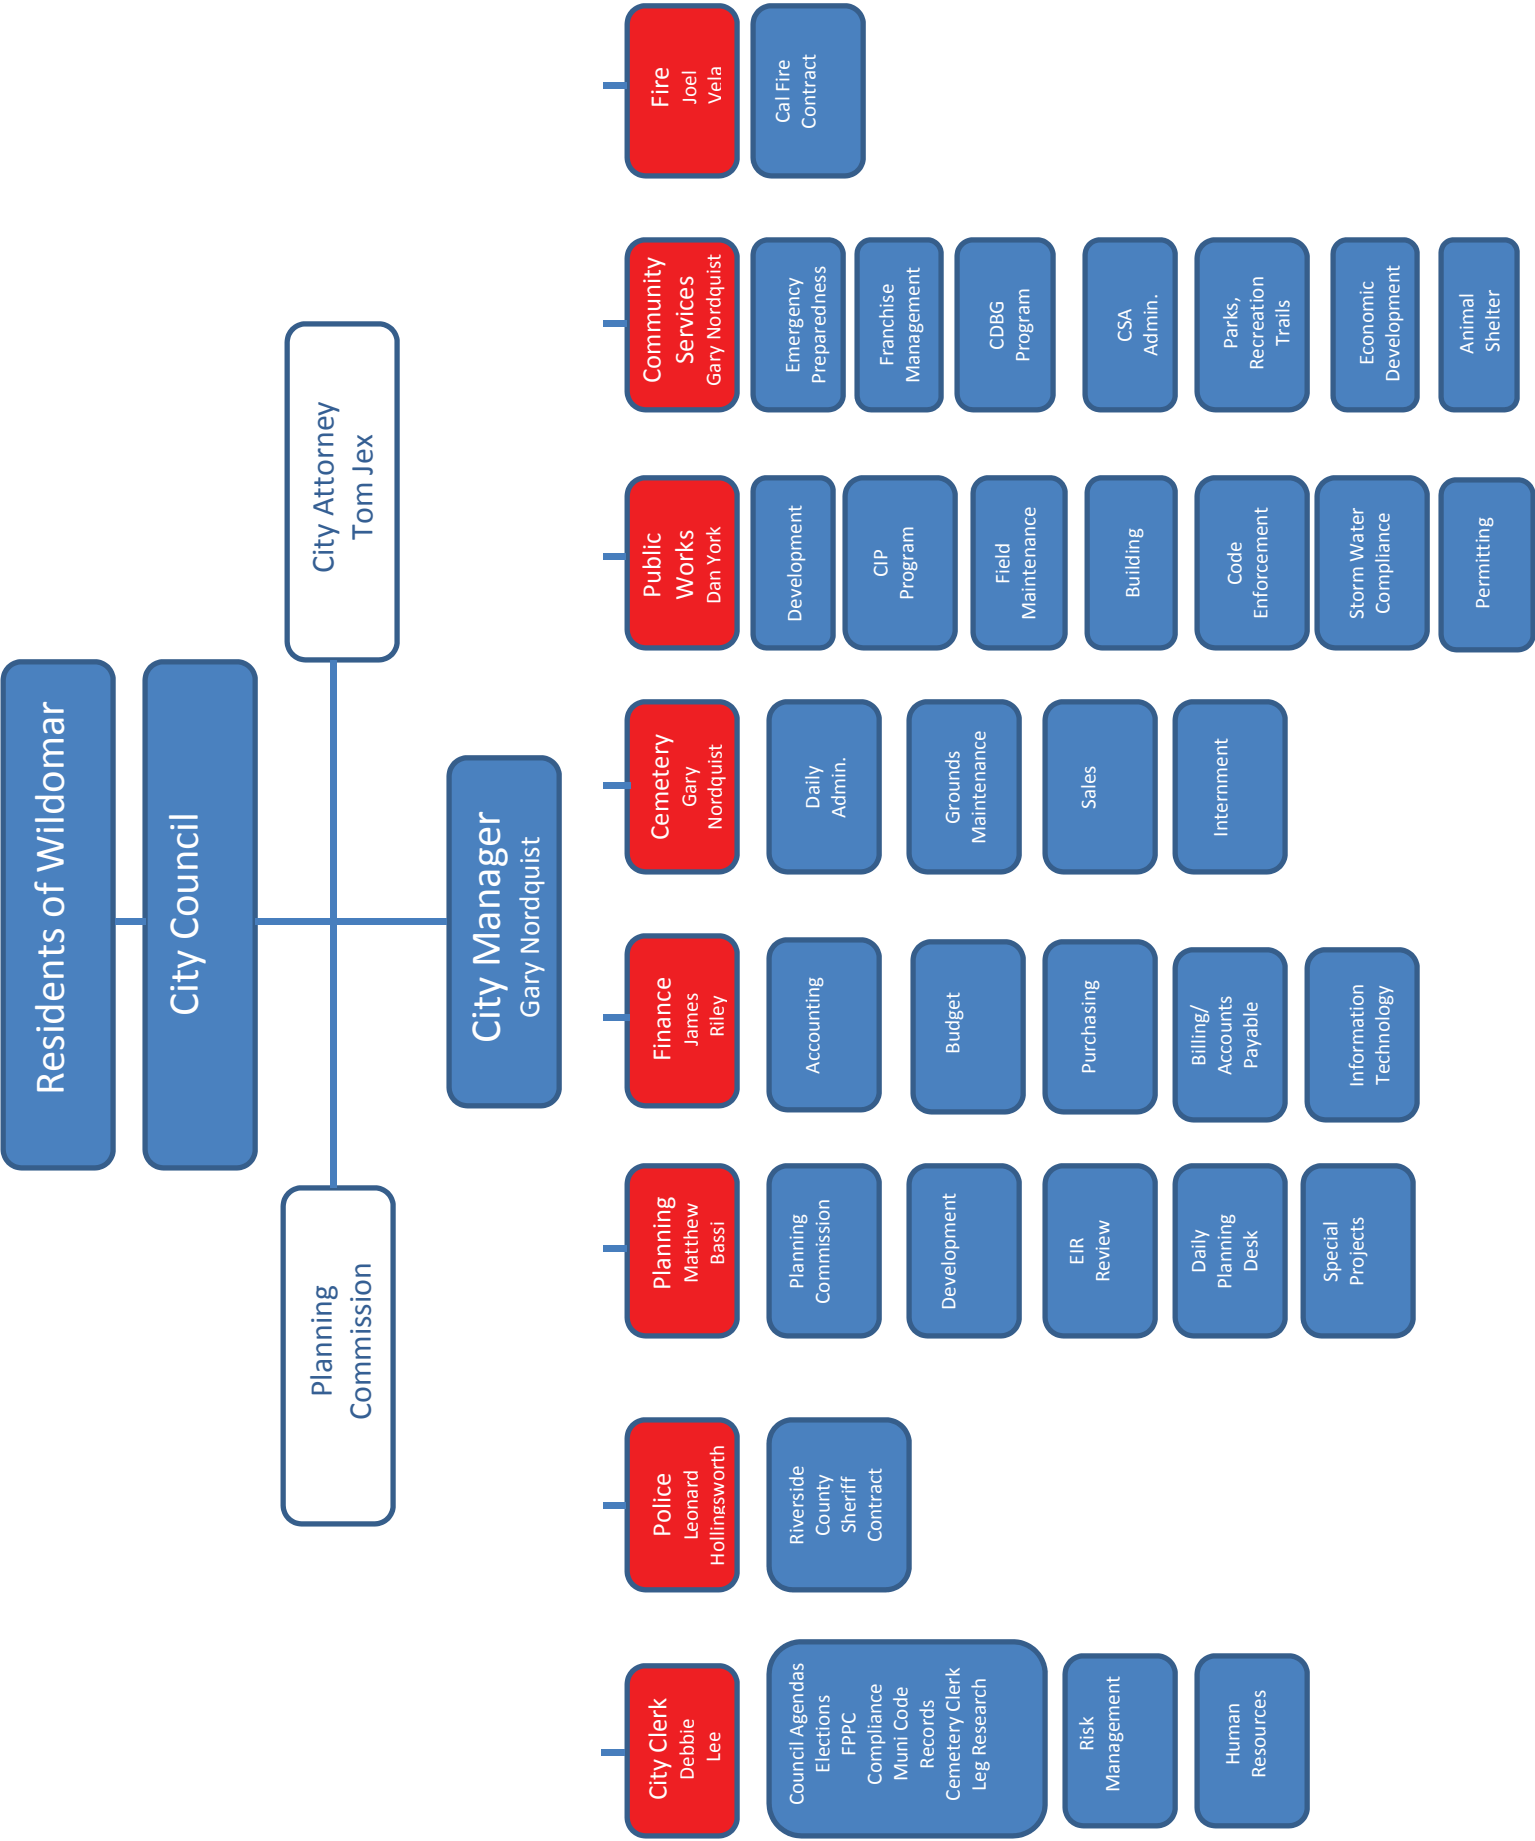 Residents of Wildomar
City Council
Planning
Commission
City Attorney
Tom Jex
City Manager
Gary Nordquist
City Clerk
Debbie
Lee
Council Agendas
Elections
FPPC
Compliance
Muni Code
Records
Cemetery Clerk
Leg Research
Risk
Management
Human
Resources
Police
Leonard
Hollingsworth
Riverside
County
Sheriff
Contract
Planning
Matthew
Bassi
Planning
Commission
Development
EIR
Review
Daily
Planning
Desk
Special
Projects
Finance
James
Riley
Accounting
Budget
Purchasing
Billing/
Accounts
Payable
Information
Technology
Cemetery
Gary
Nordquist
Daily
Admin.
Grounds
Maintenance
Sales
Internment
Public
Works
Dan York
Development
CIP
Program
Field
Maintenance
Building
Code
Enforcement
Storm Water
Compliance
Permitting
Community
Services
Gary Nordquist
Emergency
Preparedness
Franchise
Management
CDBG
Program
CSA
Admin.
Parks,
Recreation
Trails
Economic
Development
Animal
Shelter
Fire
Joel
Vela
Cal Fire
Contract